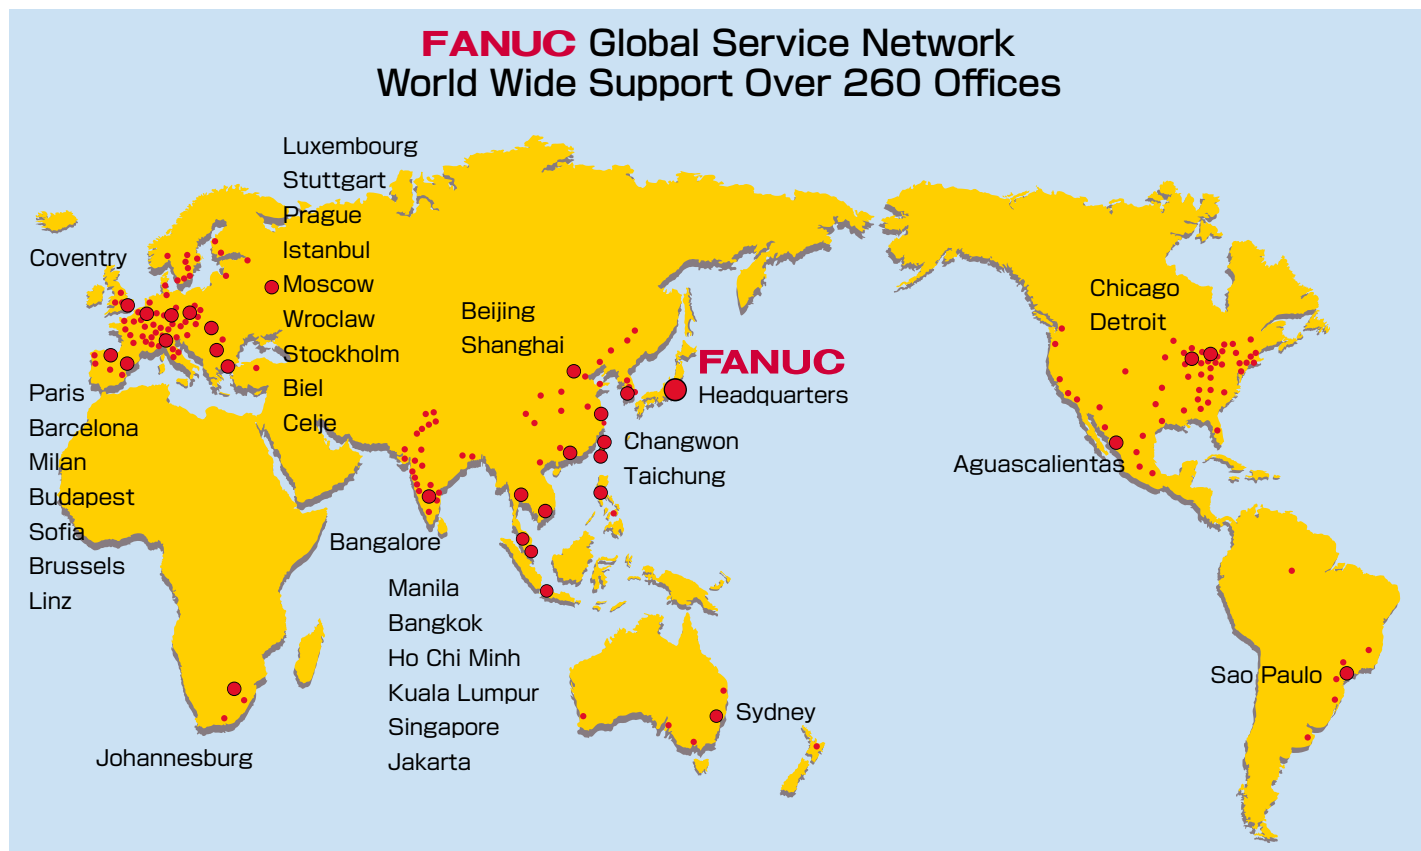 FANUC Global Service Network
World Wide Support Over 260 Offices
Luxembourg
Stuttgart
Prague
Istanbul
Moscow
Wroclaw
Stockholm
Biel
Celje
Coventry
Paris
Barcelona
Milan
Budapest
Sofia
Brussels
Linz
Johannesburg
Beijing
Shanghai
FANUC
Headquarters
Changwon
Taichung
Bangalore
Manila
Bangkok
Ho Chi Minh
Kuala Lumpur
Singapore
Jakarta
Sydney
Chicago
Detroit
Aguascalientas
Sao Paulo